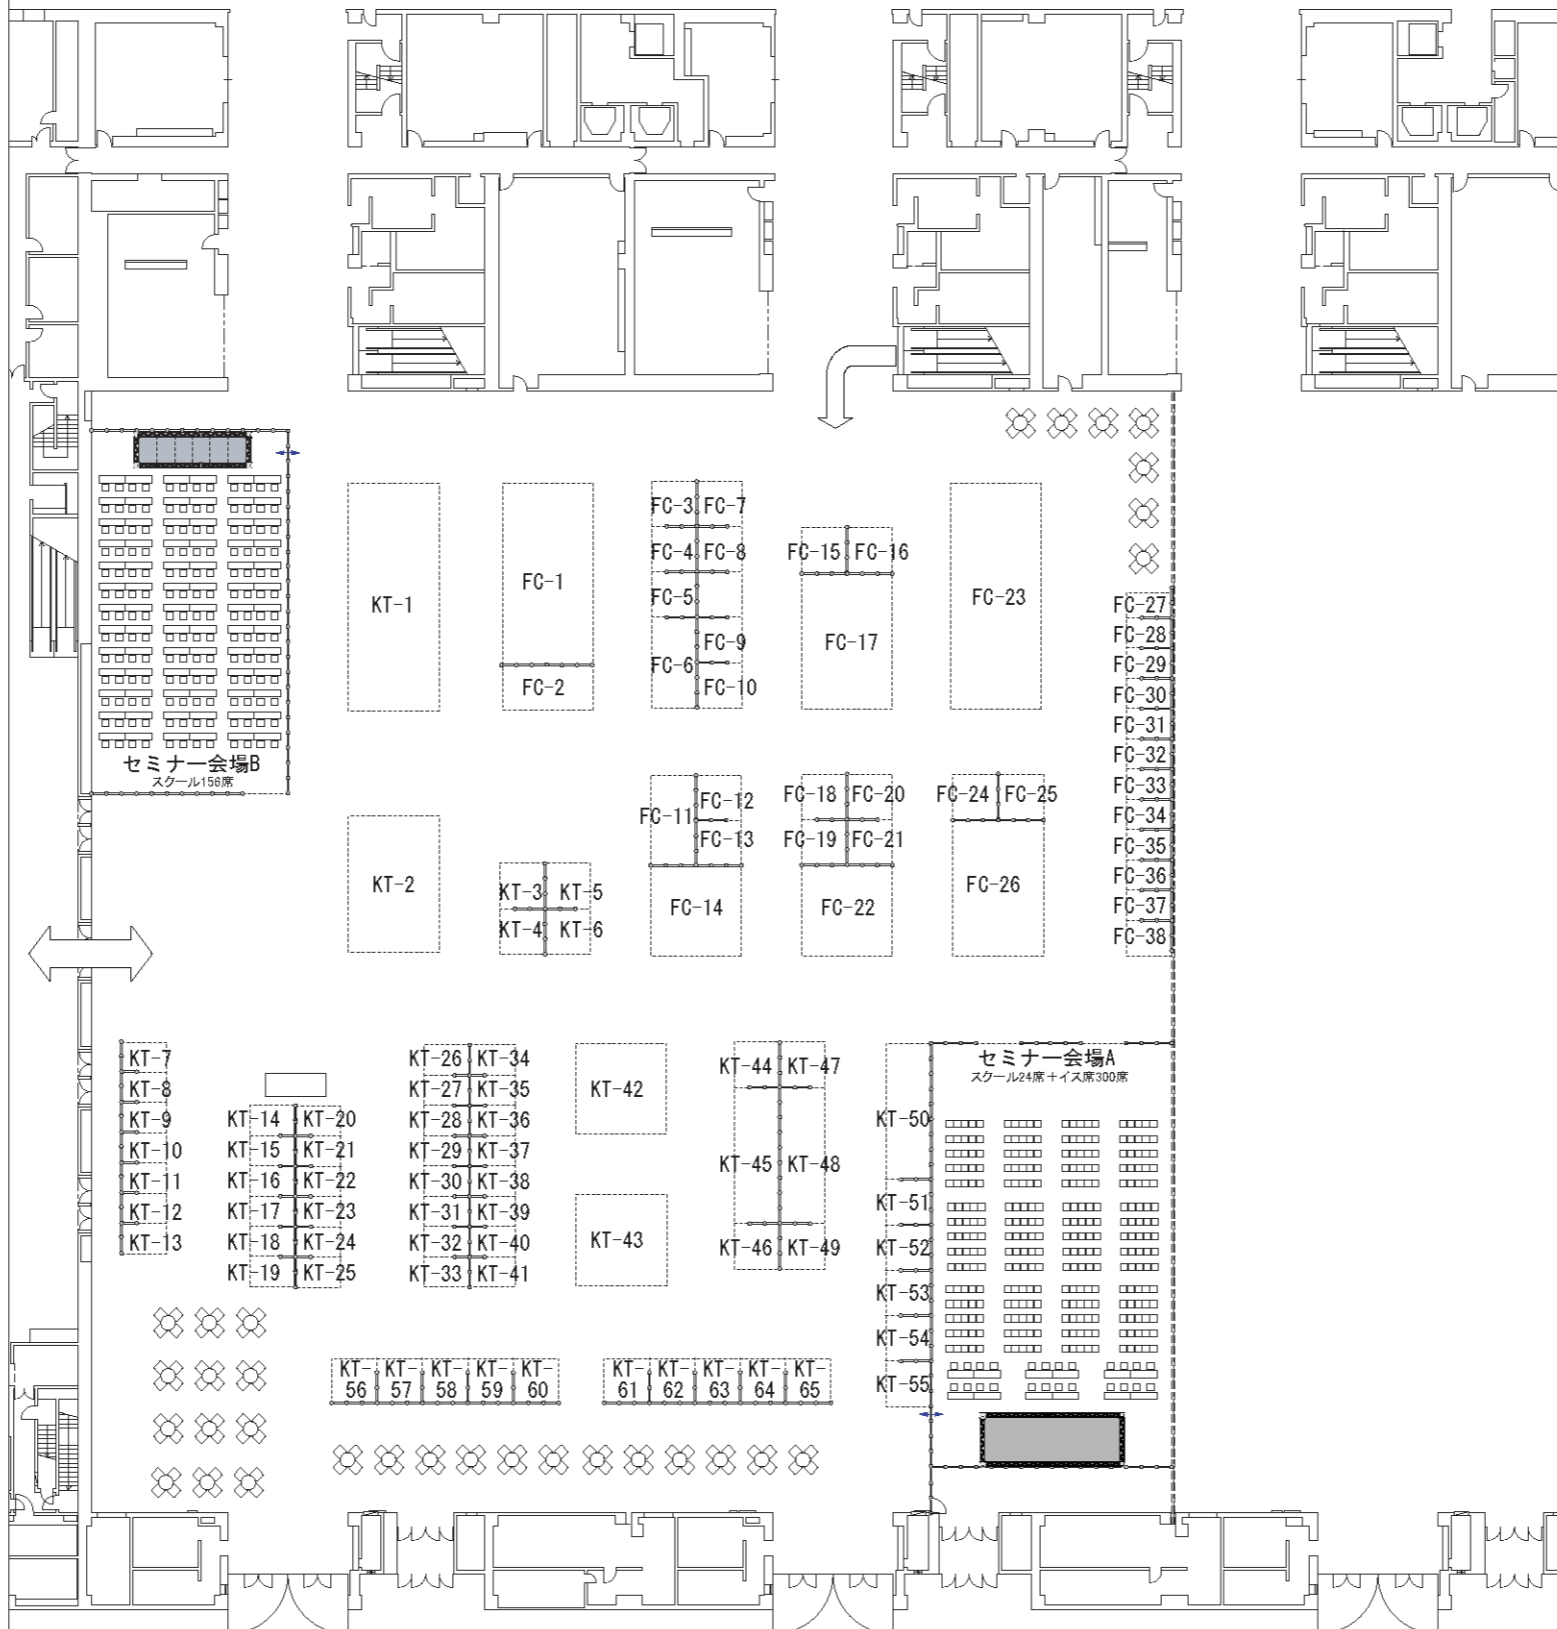 FC-3 FC-7
FC-4 FC-8
FC-15 FC-16
FC-1
KT-1
FC-5
FC-23
FC-27
FC-9
FC-17
FC-28
FC-6
FC-29
FC-2
FC-10
FC-30
FC-31
セミナー会場B
スクール156席
FC-32
FC-33
FC-11
FC-12
FC-13
FC-18 FC-20
FC-19 FC-21
FC-24 FC-25
FC-34
FC-35
KT-2
KT-3 KT-5
KT-4 KT-6
FC-14
FC-22
FC-26
FC-36
FC-37
FC-38
KT-7
KT-8
KT-9
KT-10
KT-11
KT-12
KT-13
KT-14 KT-20
KT-15 KT-21
KT-16 KT-22
KT-17 KT-23
KT-18 KT-24
KT-19 KT-25
KT-26 KT-34
KT-27 KT-35
KT-28 KT-36
KT-29 KT-37
KT-30 KT-38
KT-31 KT-39
KT-32 KT-40
KT-33 KT-41
KT-42
KT-43
KT-44 KT-47
KT-45 KT-48
KT-46 KT-49
セミナー会場A
スクール24席+イス席300席
KT-50
KT-51
KT-52
KT-53
KT-54
KT-55
KT-
56
KT-
57
KT-
58
KT-
59
KT-
60
KT-
61
KT-
62
KT-
63
KT-
64
KT-
65